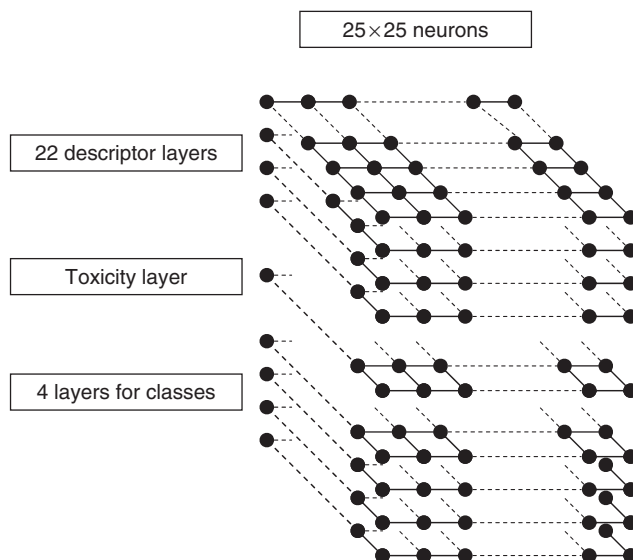 25×25 neurons
22 descriptor layers
Toxicity layer
4 layers for classes